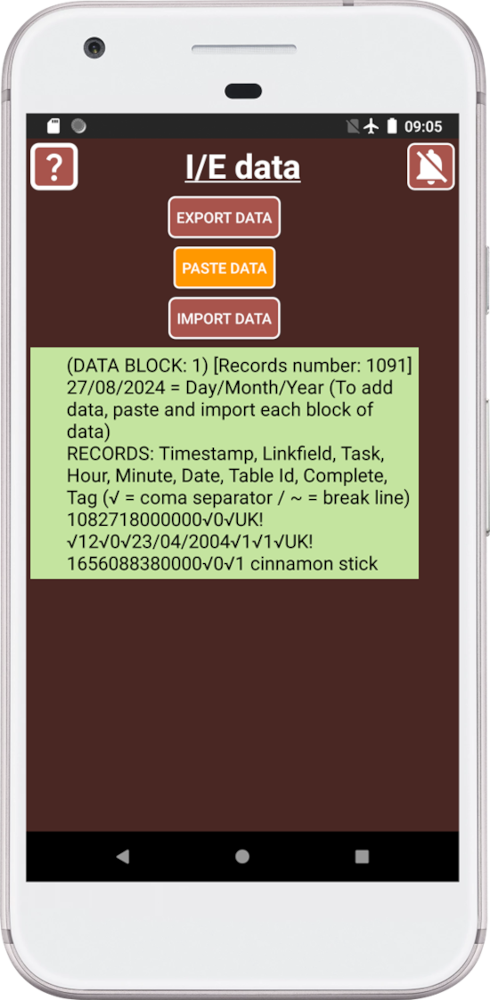 09:05
?
I/E data
EXPORT DATA
PASTE DATA
IMPORT DATA
(DATA BLOCK: 1) [Records number: 1091]
27/08/2024 = Day/Month/Year (To add
data, paste and import each block of
data)
RECORDS: Timestamp, Linkfield, Task,
Hour, Minute, Date, Table Id, Complete,
Tag (√ = coma separator / ~ = break line)
1082718000000√0√UK!
√12√0√23/04/2004√1√1√UK!
1656088380000√0√1 cinnamon stick